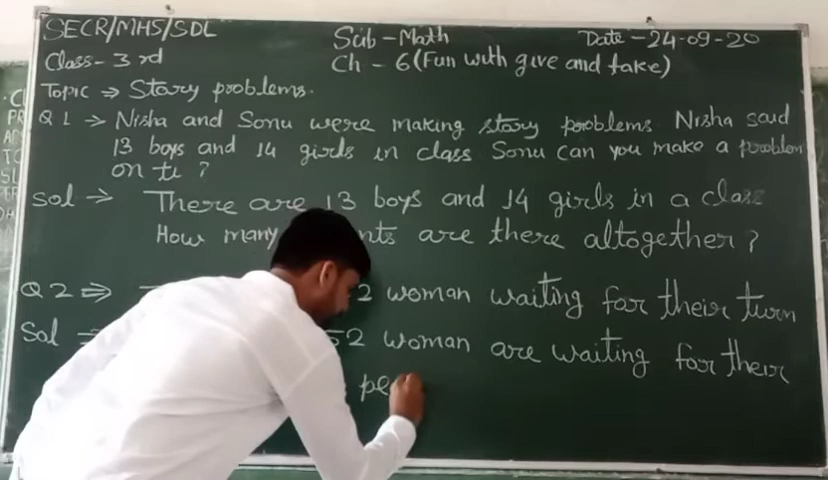 SECR/MHS/SDL
Sub - Math
Date - 24-09-20
Class - 3rd
Ch - 6 (Fun with give and take)
Topic ⇒ Story problems.
Q 1 → Nisha and Sonu were making story problems Nisha said
13 boys and 14 girls in class Sonu can you make a problem
on it ?
Sol → There are 13 boys and 14 girls in a class
How many nts are there altogether ?
Q 2 ⇒ 2 woman waiting for their turn
Sol ⇒ 52 woman are waiting for their
pe